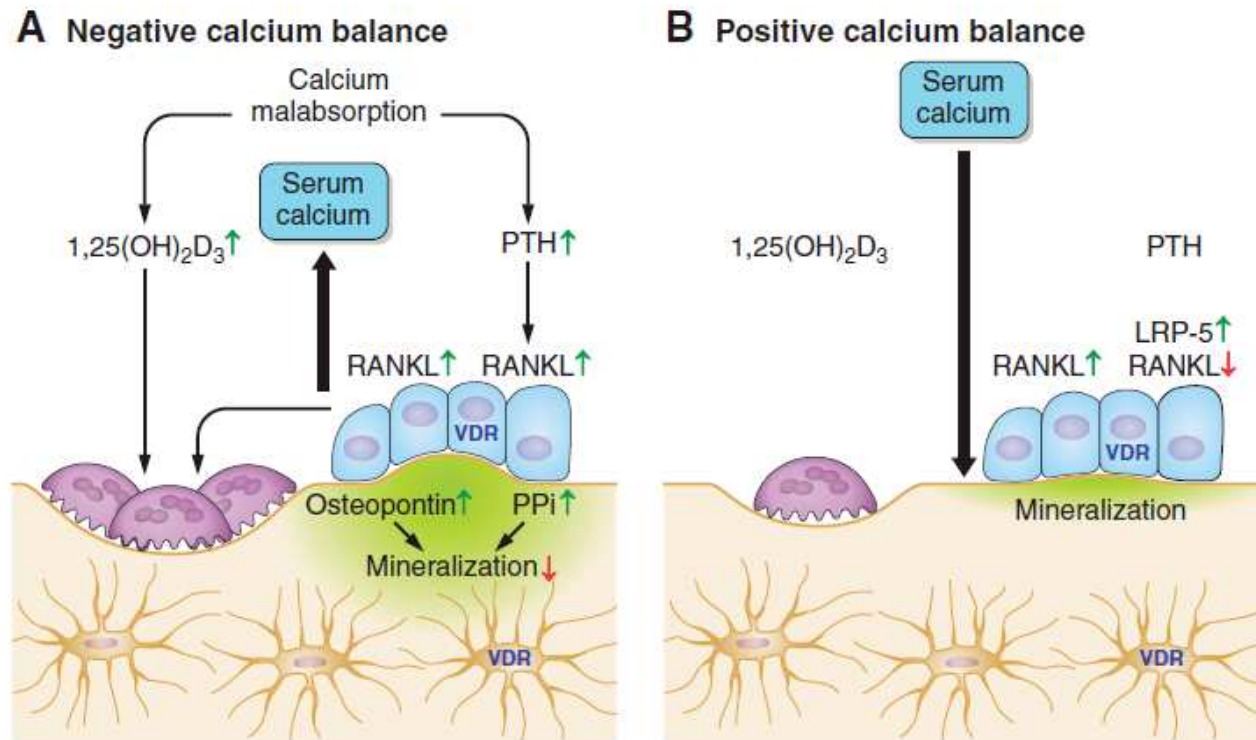 A Negative calcium balance
Calcium
malabsorption
Serum
calcium
1,25(OH)₂D₃↑
PTH↑
RANKL↑ RANKL↑
VDR
Osteopontin↑ PPi↑
Mineralization↓
VDR
B Positive calcium balance
Serum
calcium
1,25(OH)₂D₃
PTH
LRP-5↑
RANKL↑ RANKL↓
VDR
Mineralization
VDR